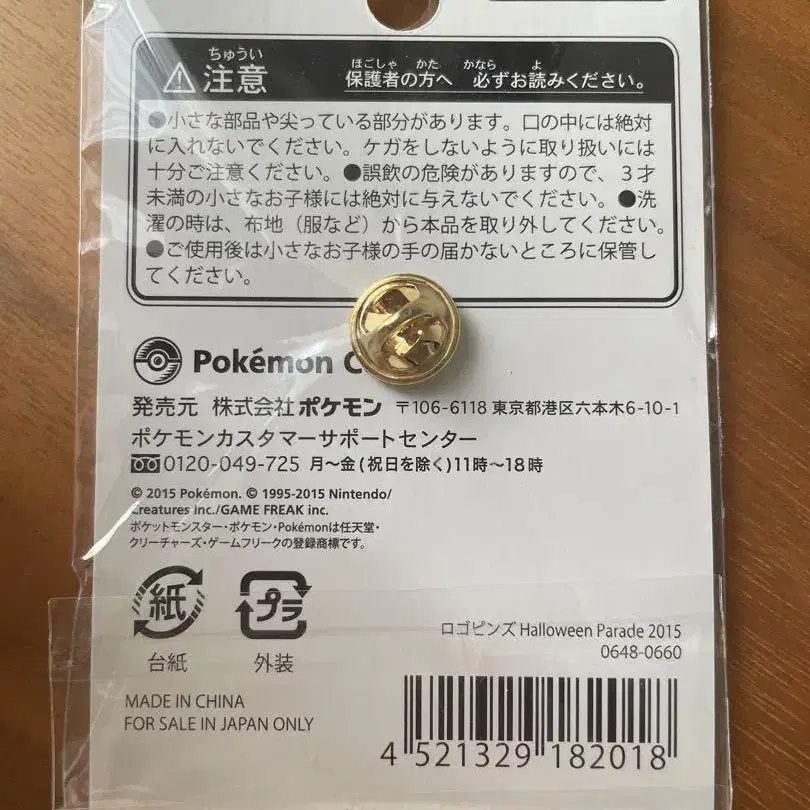 ちゅうい
注意
ほごしゃ かた かなら よ
保護者の方へ 必ずお読みください。
●小さな部品や尖っている部分があります。口の中には絶対
に入れないでください。ケガをしないように取り扱いには
十分ご注意ください。●誤飲の危険がありますので、3才
未満の小さなお子様には絶対に与えないでください。●洗
濯の時は、布地(服など)から本品を取り外してください。
●ご使用後は小さなお子様の手の届かないところに保管し
てください。
Pokémon C
発売元 株式会社ポケモン 〒106-6118 東京都港区六本木6-10-1
ポケモンカスタマーサポートセンター
0120-049-725 月〜金(祝日を除く)11時〜18時
© 2015 Pokémon. © 1995-2015 Nintendo/
Creatures inc./GAME FREAK inc.
ポケットモンスター・ポケモン・Pokémonは任天堂・
クリーチャーズ・ゲームフリークの登録商標です。
紙 プラ
台紙 外装
ロゴピンズ Halloween Parade 2015
0648-0660
MADE IN CHINA
FOR SALE IN JAPAN ONLY
4 521329 182018